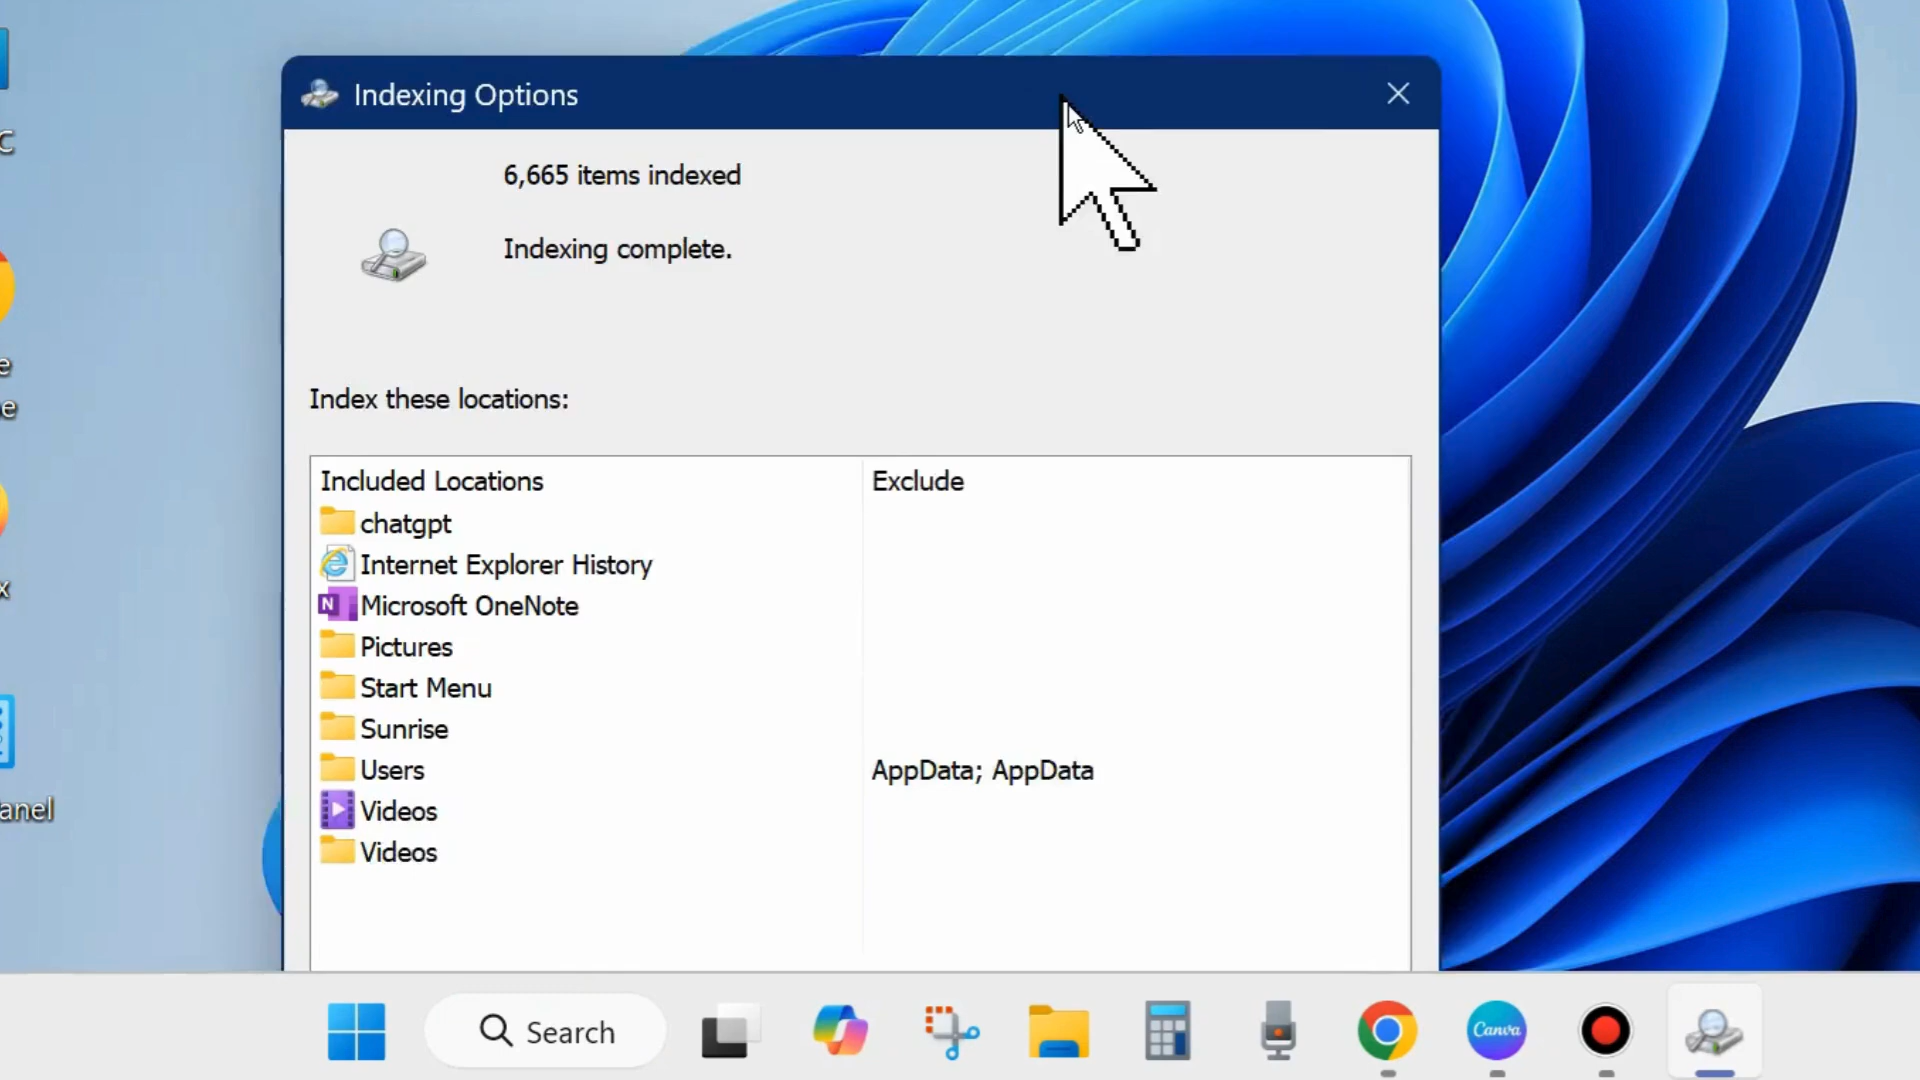 Indexing Options
6,665 items indexed
Indexing complete.
Index these locations:
Included Locations Exclude
chatgpt
Internet Explorer History
N Microsoft OneNote
Pictures
Start Menu
Sunrise
Users AppData; AppData
Videos
Videos
C
e
e
x
anel
Search
Canva